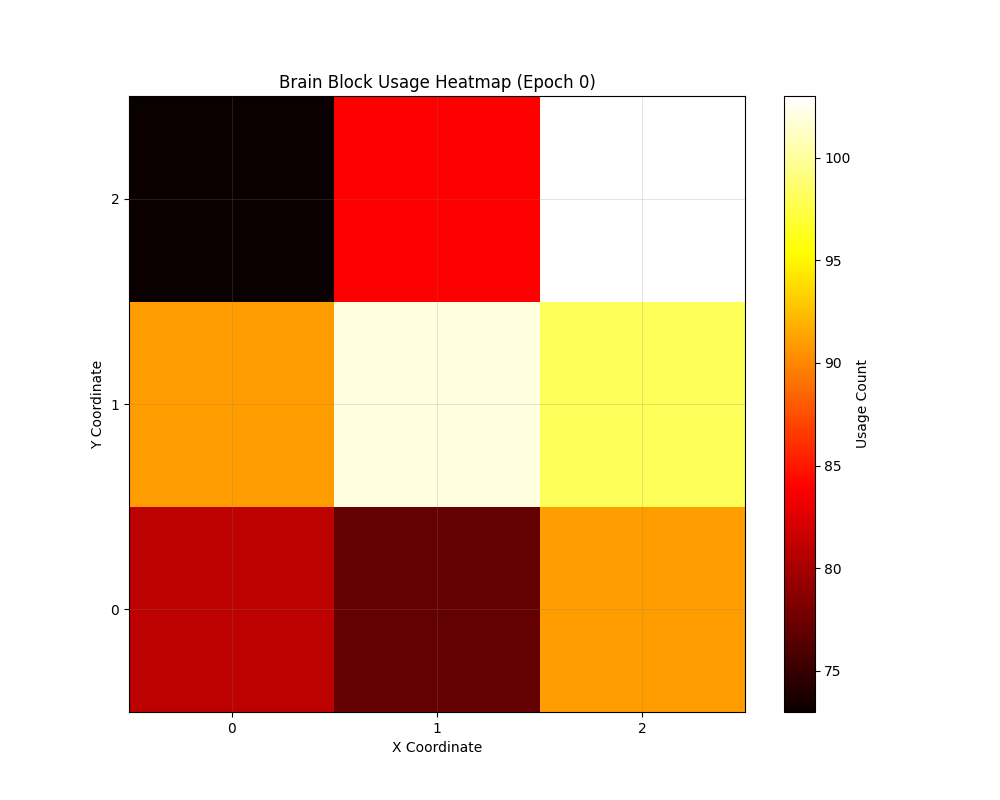 Brain Block Usage Heatmap (Epoch 0)
2
1
0
Y Coordinate
0 1 2
X Coordinate
100
95
90
85
80
75
Usage Count